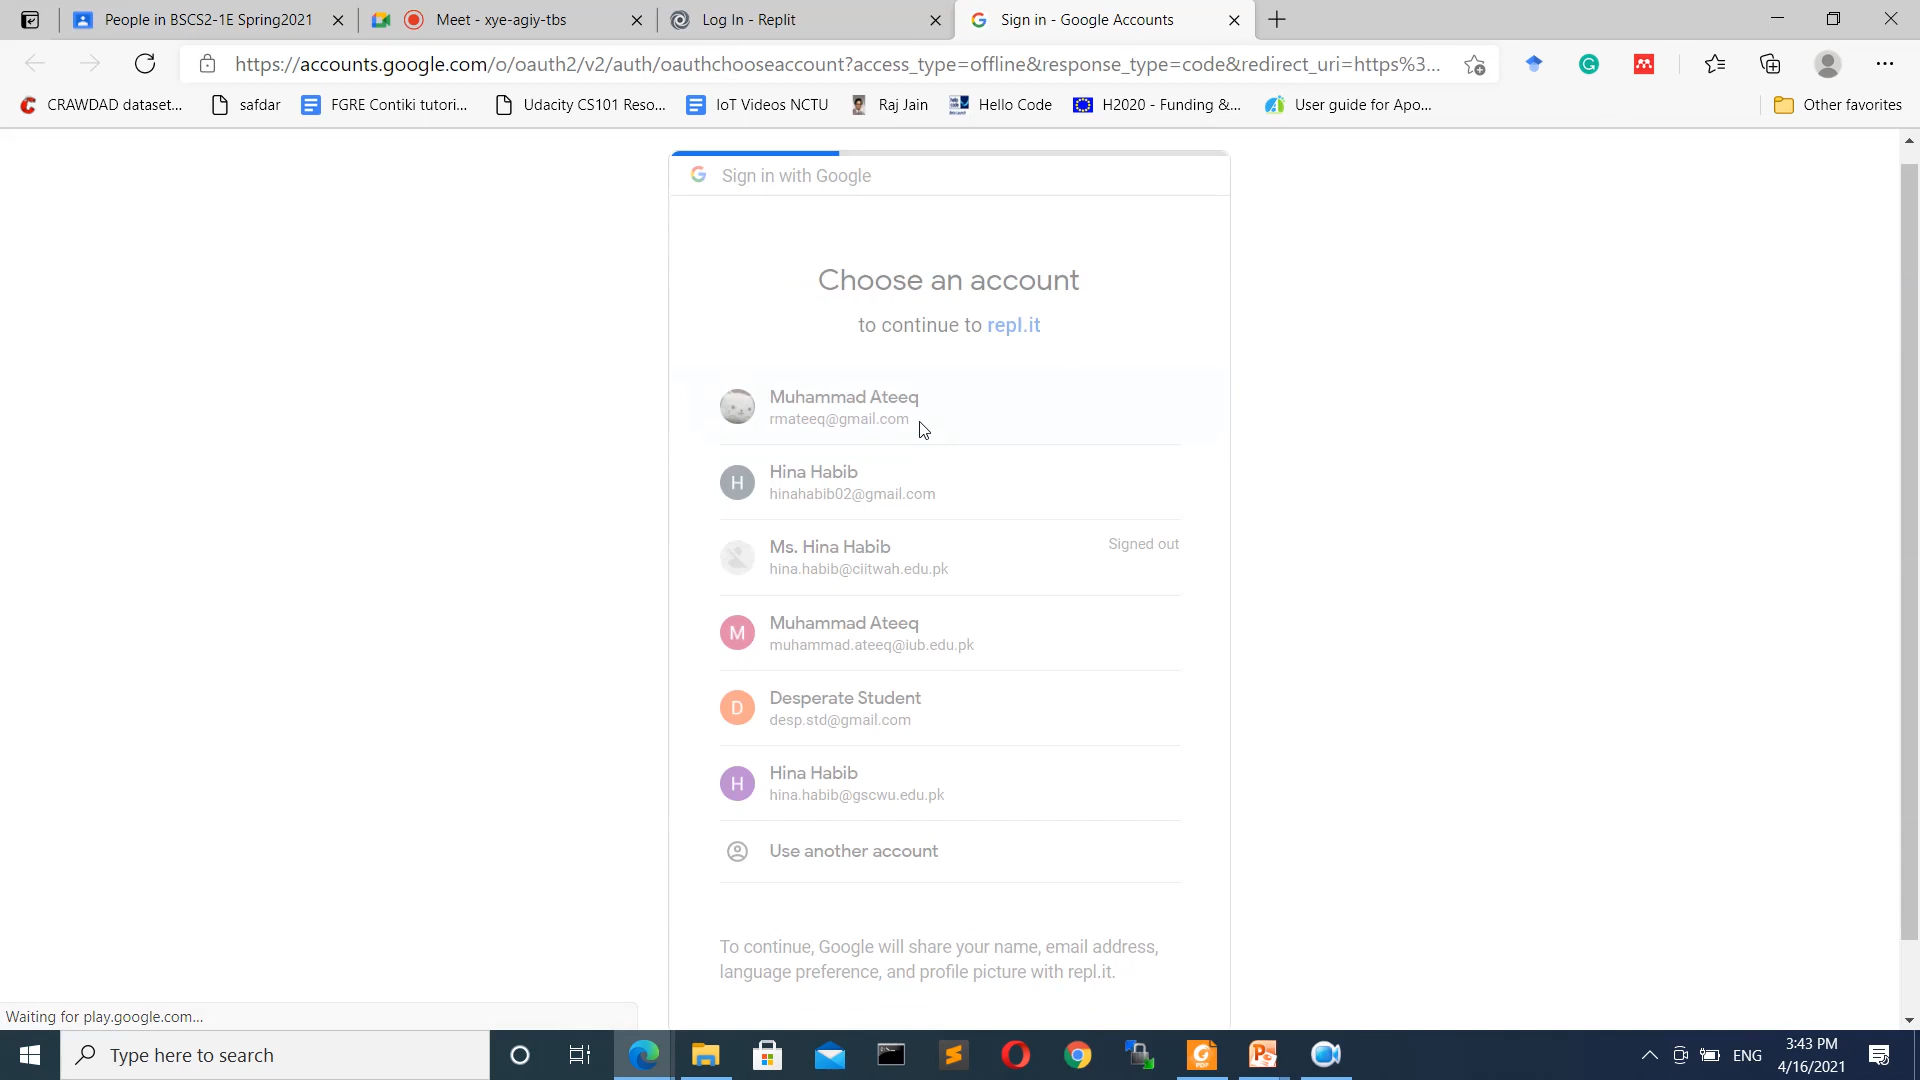 People in BSCS2-1E Spring2021
Meet - xye-agiy-tbs
Log In - Replit
Sign in - Google Accounts
https://accounts.google.com/o/oauth2/v2/auth/oauthchooseaccount?access_type=offline&response_type=code&redirect_uri=https%3...
CRAWDAD dataset...
safdar
FGRE Contiki tutori...
Udacity CS101 Reso...
IoT Videos NCTU
Raj Jain
Hello Code
H2020 - Funding &...
User guide for Apo...
Other favorites
Sign in with Google
Choose an account
to continue to repl.it
Muhammad Ateeq
rmateeq@gmail.com
H
Hina Habib
hinahabib02@gmail.com
Ms. Hina Habib
Signed out
hina.habib@ciitwah.edu.pk
M
Muhammad Ateeq
muhammad.ateeq@iub.edu.pk
D
Desperate Student
desp.std@gmail.com
H
Hina Habib
hina.habib@gscwu.edu.pk
Use another account
To continue, Google will share your name, email address,
language preference, and profile picture with repl.it.
Waiting for play.google.com...
Type here to search
ENG
3:43 PM
4/16/2021